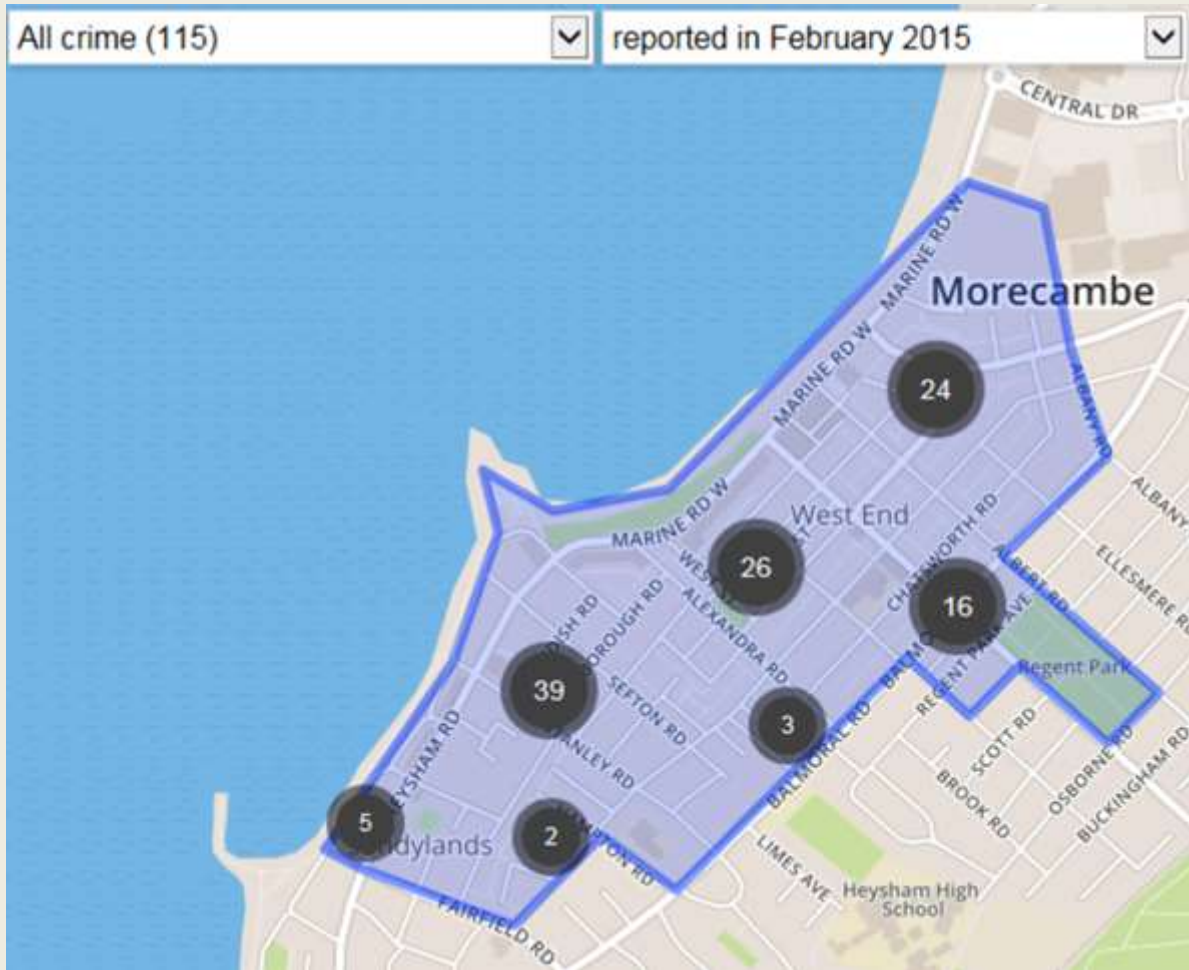 All crime (115)
reported in February 2015
CENTRAL DR
MARINE RD W
Morecambe
MARINE RD W
24
ALBANY RD
ALBANY
West End
MARINE RD W
CHATSWORTH RD
ELLESMERE RD
ALBERT RD
26
WEST
ST
16
ALEXANDRA RD
REGENT PARK AVE
Regent Park
BALMO
39
SEFTON RD
3
HEYSHAM RD
BALMORAL RD
SCOTT RD
OSBORNE RD
BROOK RD
BUCKINGHAM RD
5
2
LIMES AVE
Heysham High
School
FAIRFIELD RD